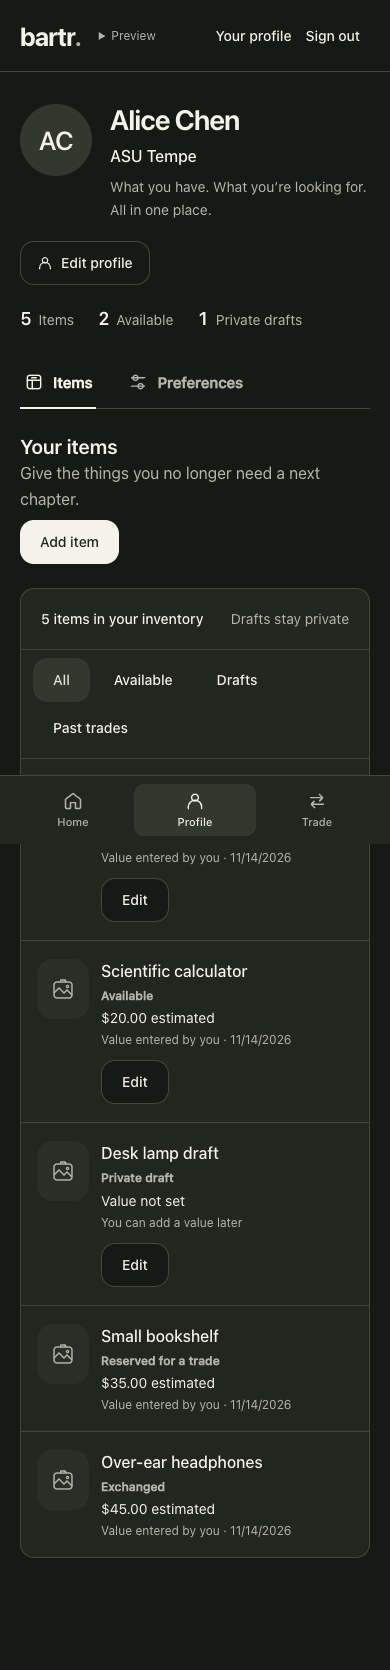 bartr.
Preview
Your profile
Sign out
AC
Alice Chen
ASU Tempe
What you have. What you’re looking for.
All in one place.
Edit profile
5 Items
2 Available
1 Private drafts
Items
Preferences
Your items
Give the things you no longer need a next
chapter.
Add item
5 items in your inventory
Drafts stay private
All
Available
Drafts
Past trades
Home
Profile
Trade
Value entered by you · 11/14/2026
Edit
Scientific calculator
Available
$20.00 estimated
Value entered by you · 11/14/2026
Edit
Desk lamp draft
Private draft
Value not set
You can add a value later
Edit
Small bookshelf
Reserved for a trade
$35.00 estimated
Value entered by you · 11/14/2026
Over-ear headphones
Exchanged
$45.00 estimated
Value entered by you · 11/14/2026